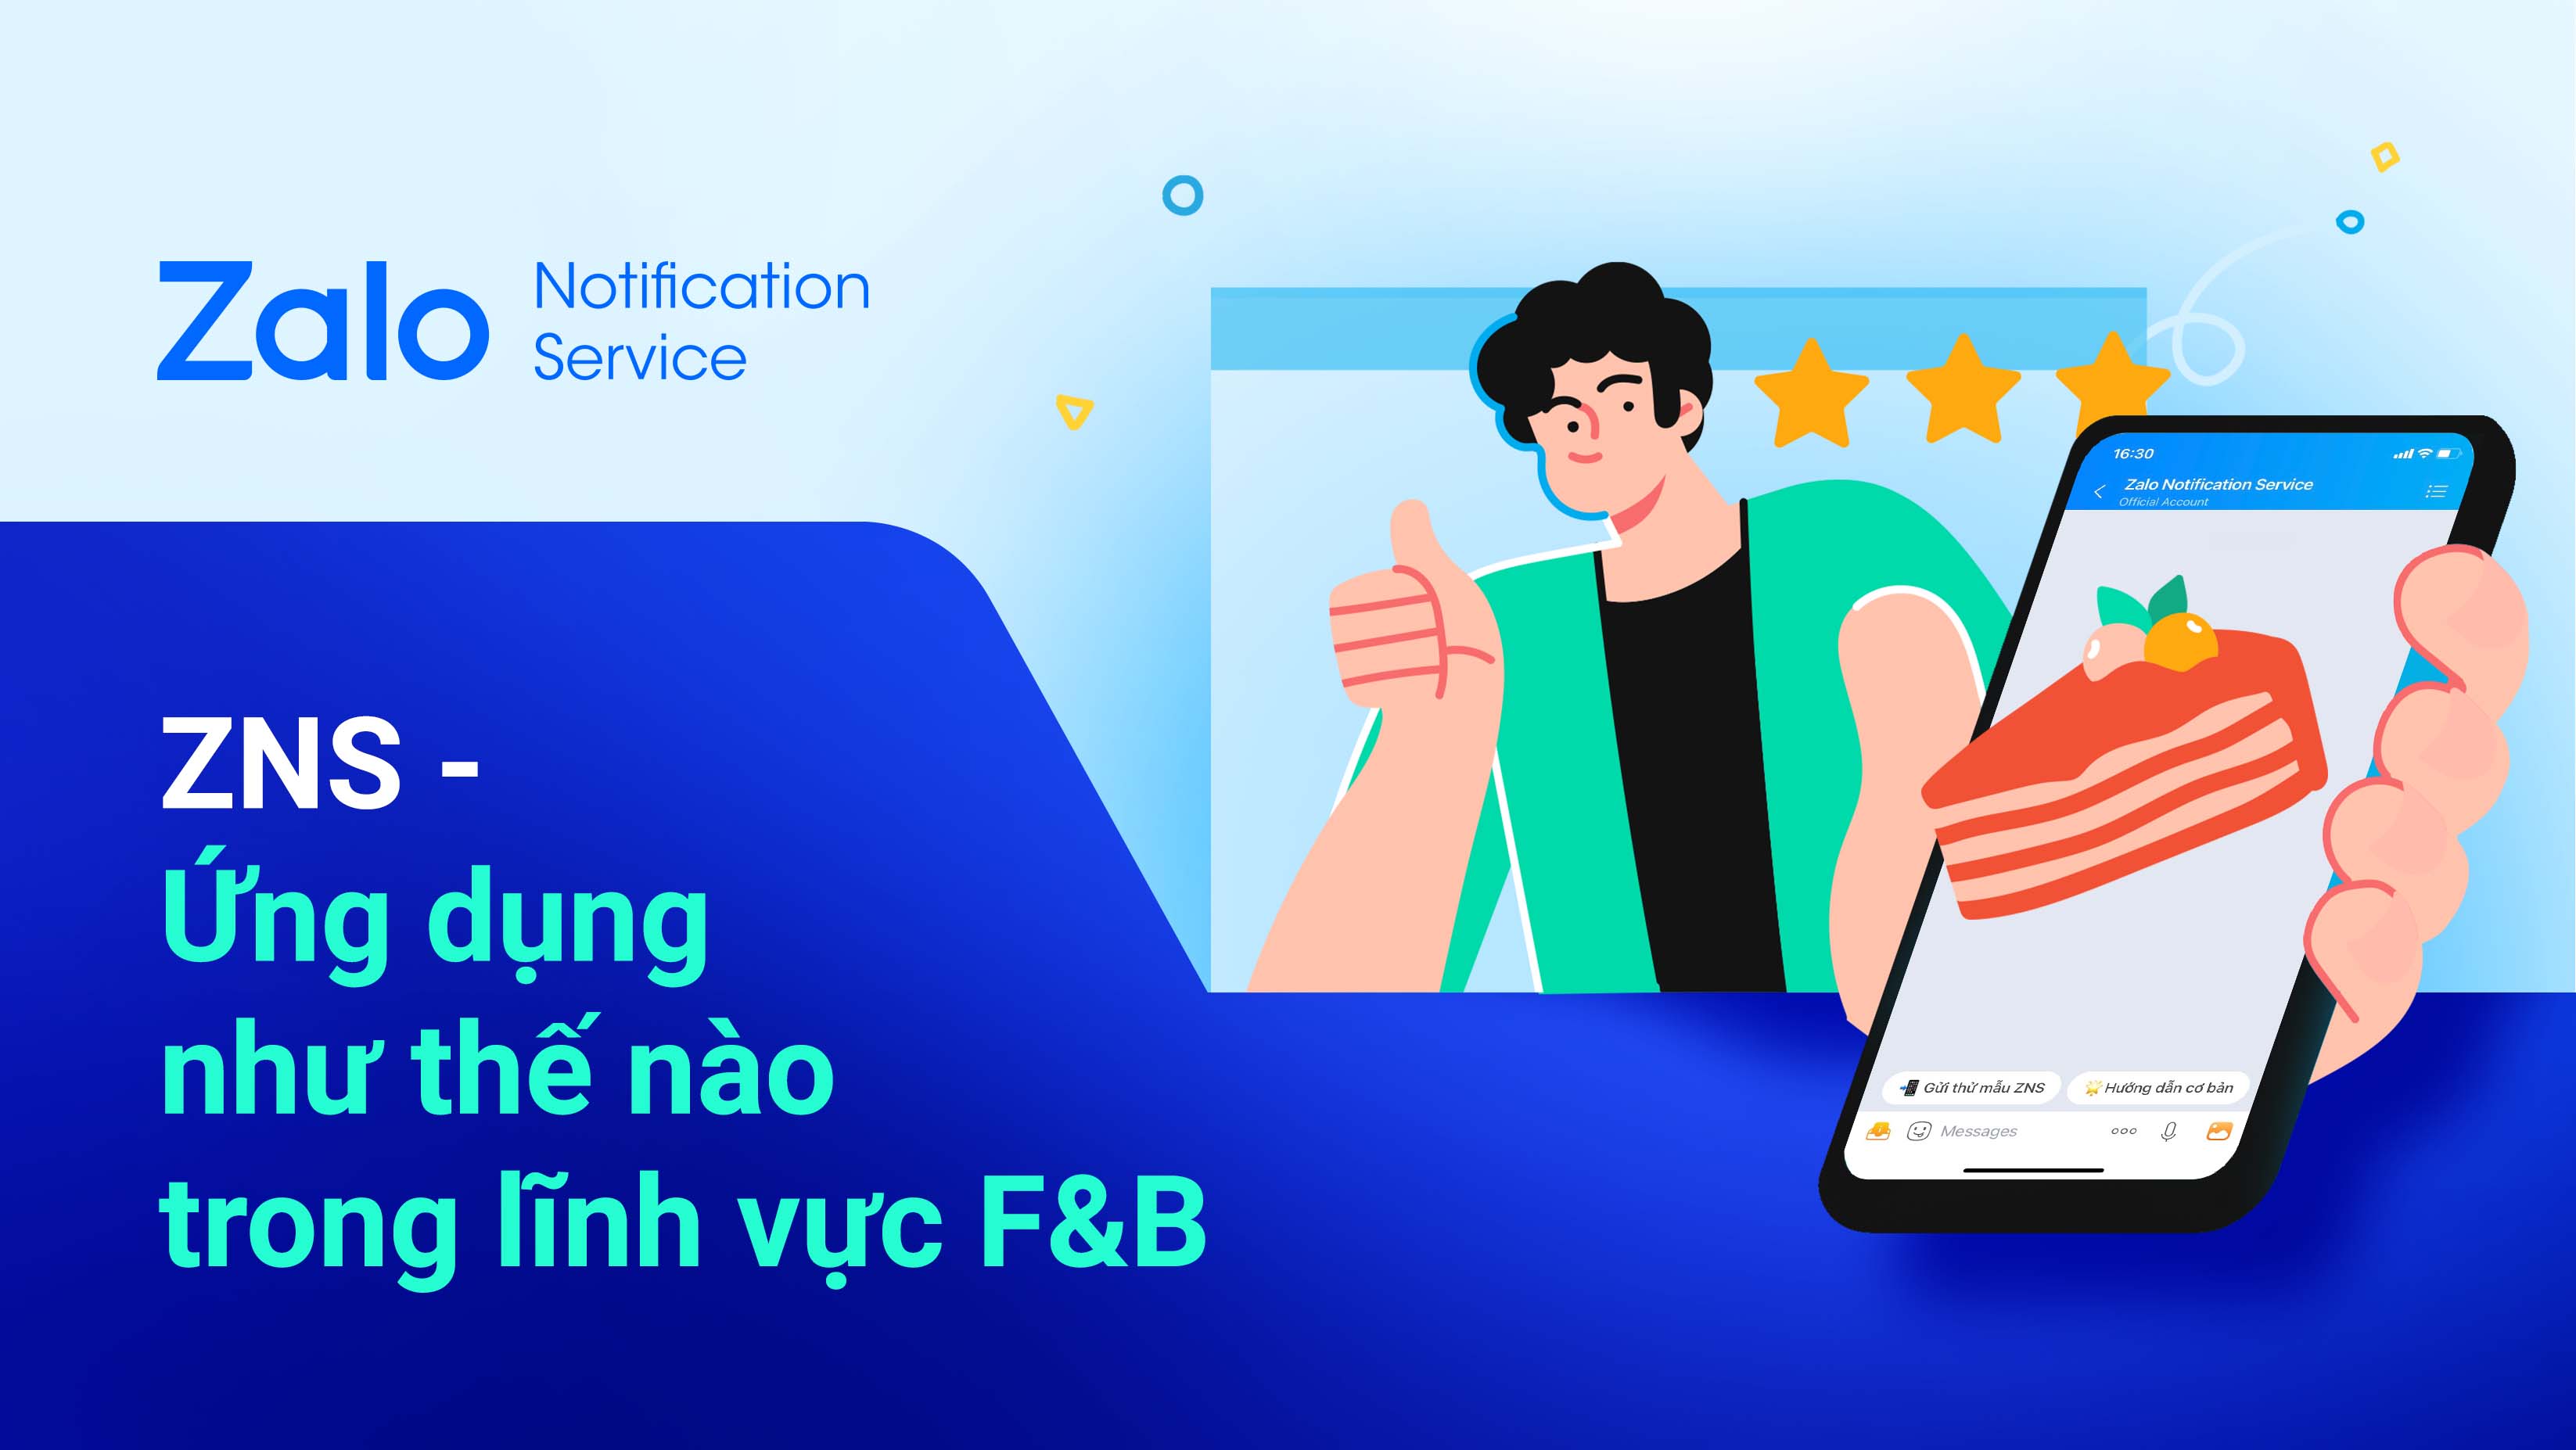 Zalo Notification
Service
ZNS -
Ứng dụng
như thế nào
trong lĩnh vực F&B
16:30
Zalo Notification Service
Official Account
Gửi thử mẫu ZNS
Hướng dẫn cơ bản
Messages